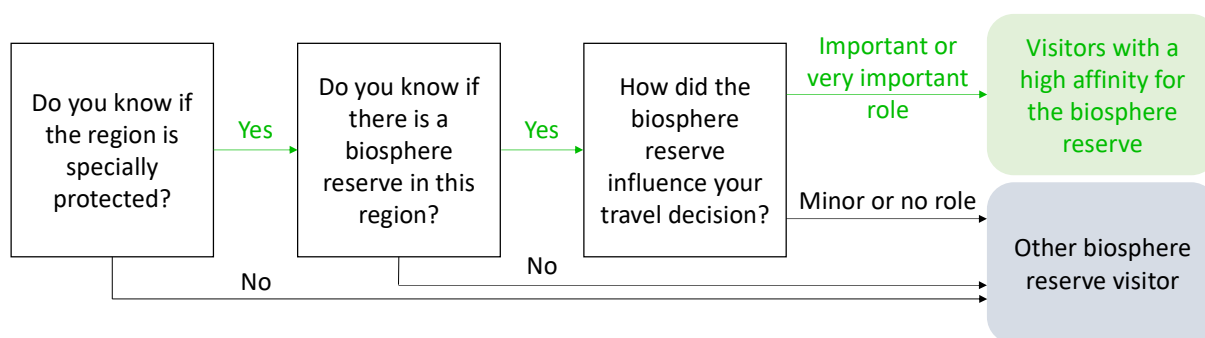 Do you know if
the region is
specially
protected?
Yes
Do you know if
there is a
biosphere
reserve in this
region?
Yes
How did the
biosphere
reserve
influence your
travel decision?
Important or
very important
role
Visitors with a
high affinity for
the biosphere
reserve
Minor or no role
Other biosphere
reserve visitor
No
No